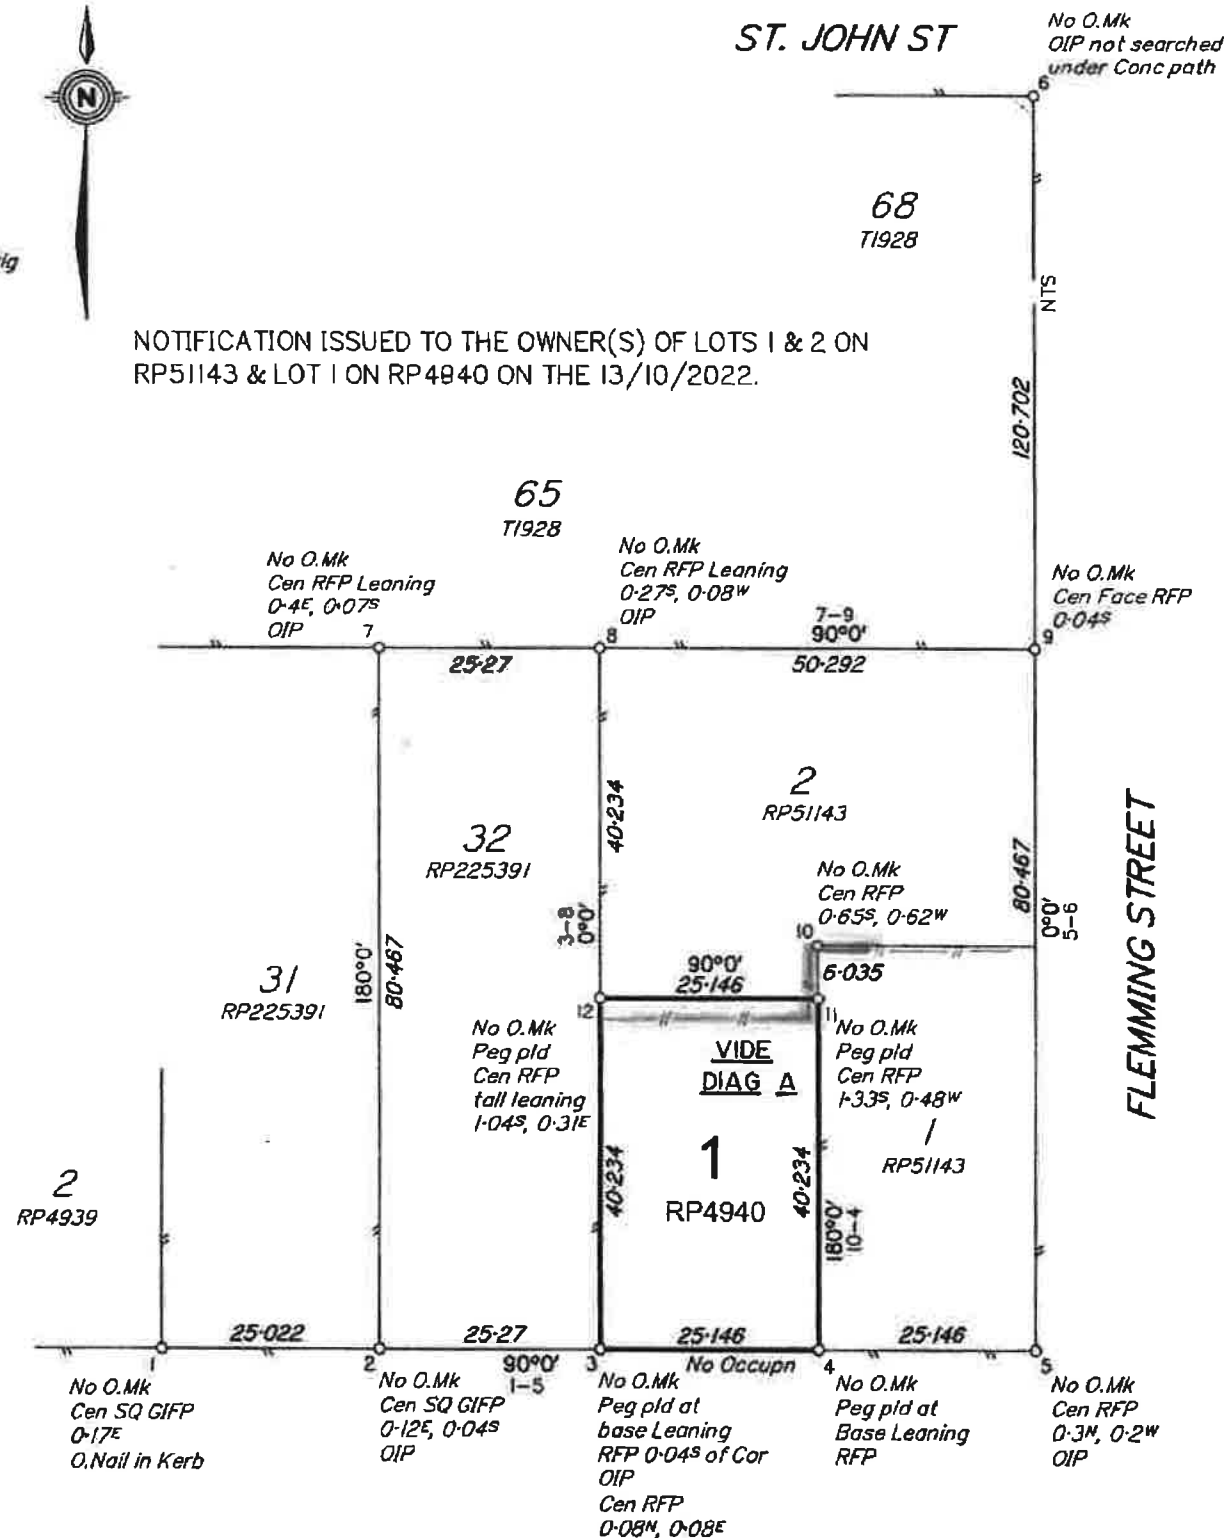 ST. JOHN ST
No O.Mk
OIP not searched
under Conc path
6
N
68
T1928
NTS
NOTIFICATION ISSUED TO THE OWNER(S) OF LOTS 1 & 2 ON
RP51143 & LOT 1 ON RP4940 ON THE 13/10/2022.
120·702
65
T1928
No O.Mk
Cen RFP Leaning
0·4E, 0·07S
OIP
7
No O.Mk
Cen RFP Leaning
0·27S, 0·08W
OIP
8
7-9
90°0'
No O.Mk
Cen Face RFP
0·04S
9
25·27
50·292
2
RP51143
40·234
32
RP225391
80·467
0°0'
5-6
FLEMMING STREET
No O.Mk
Cen RFP
0·65S, 0·62W
10
3-8
0°0'
90°0'
25·146
6·035
31
RP225391
180°0'
80·467
12
11
No O.Mk
Peg pld
Cen RFP
tall leaning
1·04S, 0·31E
VIDE
DIAG A
No O.Mk
Peg pld
Cen RFP
1·33S, 0·48W
1
RP51143
1
RP4940
40·234
40·234
180°0'
10-4
2
RP4939
25·022
25·27
25·146
25·146
1
2
90°0'
1-5
3
No Occupn
4
5
No O.Mk
Cen SQ GIFP
0·17E
O.Nail in Kerb
No O.Mk
Cen SQ GIFP
0·12E, 0·04S
OIP
No O.Mk
Peg pld at
base Leaning
RFP 0·04S of Cor
OIP
Cen RFP
0·08N, 0·08E
No O.Mk
Peg pld at
Base Leaning
RFP
No O.Mk
Cen RFP
0·3N, 0·2W
OIP